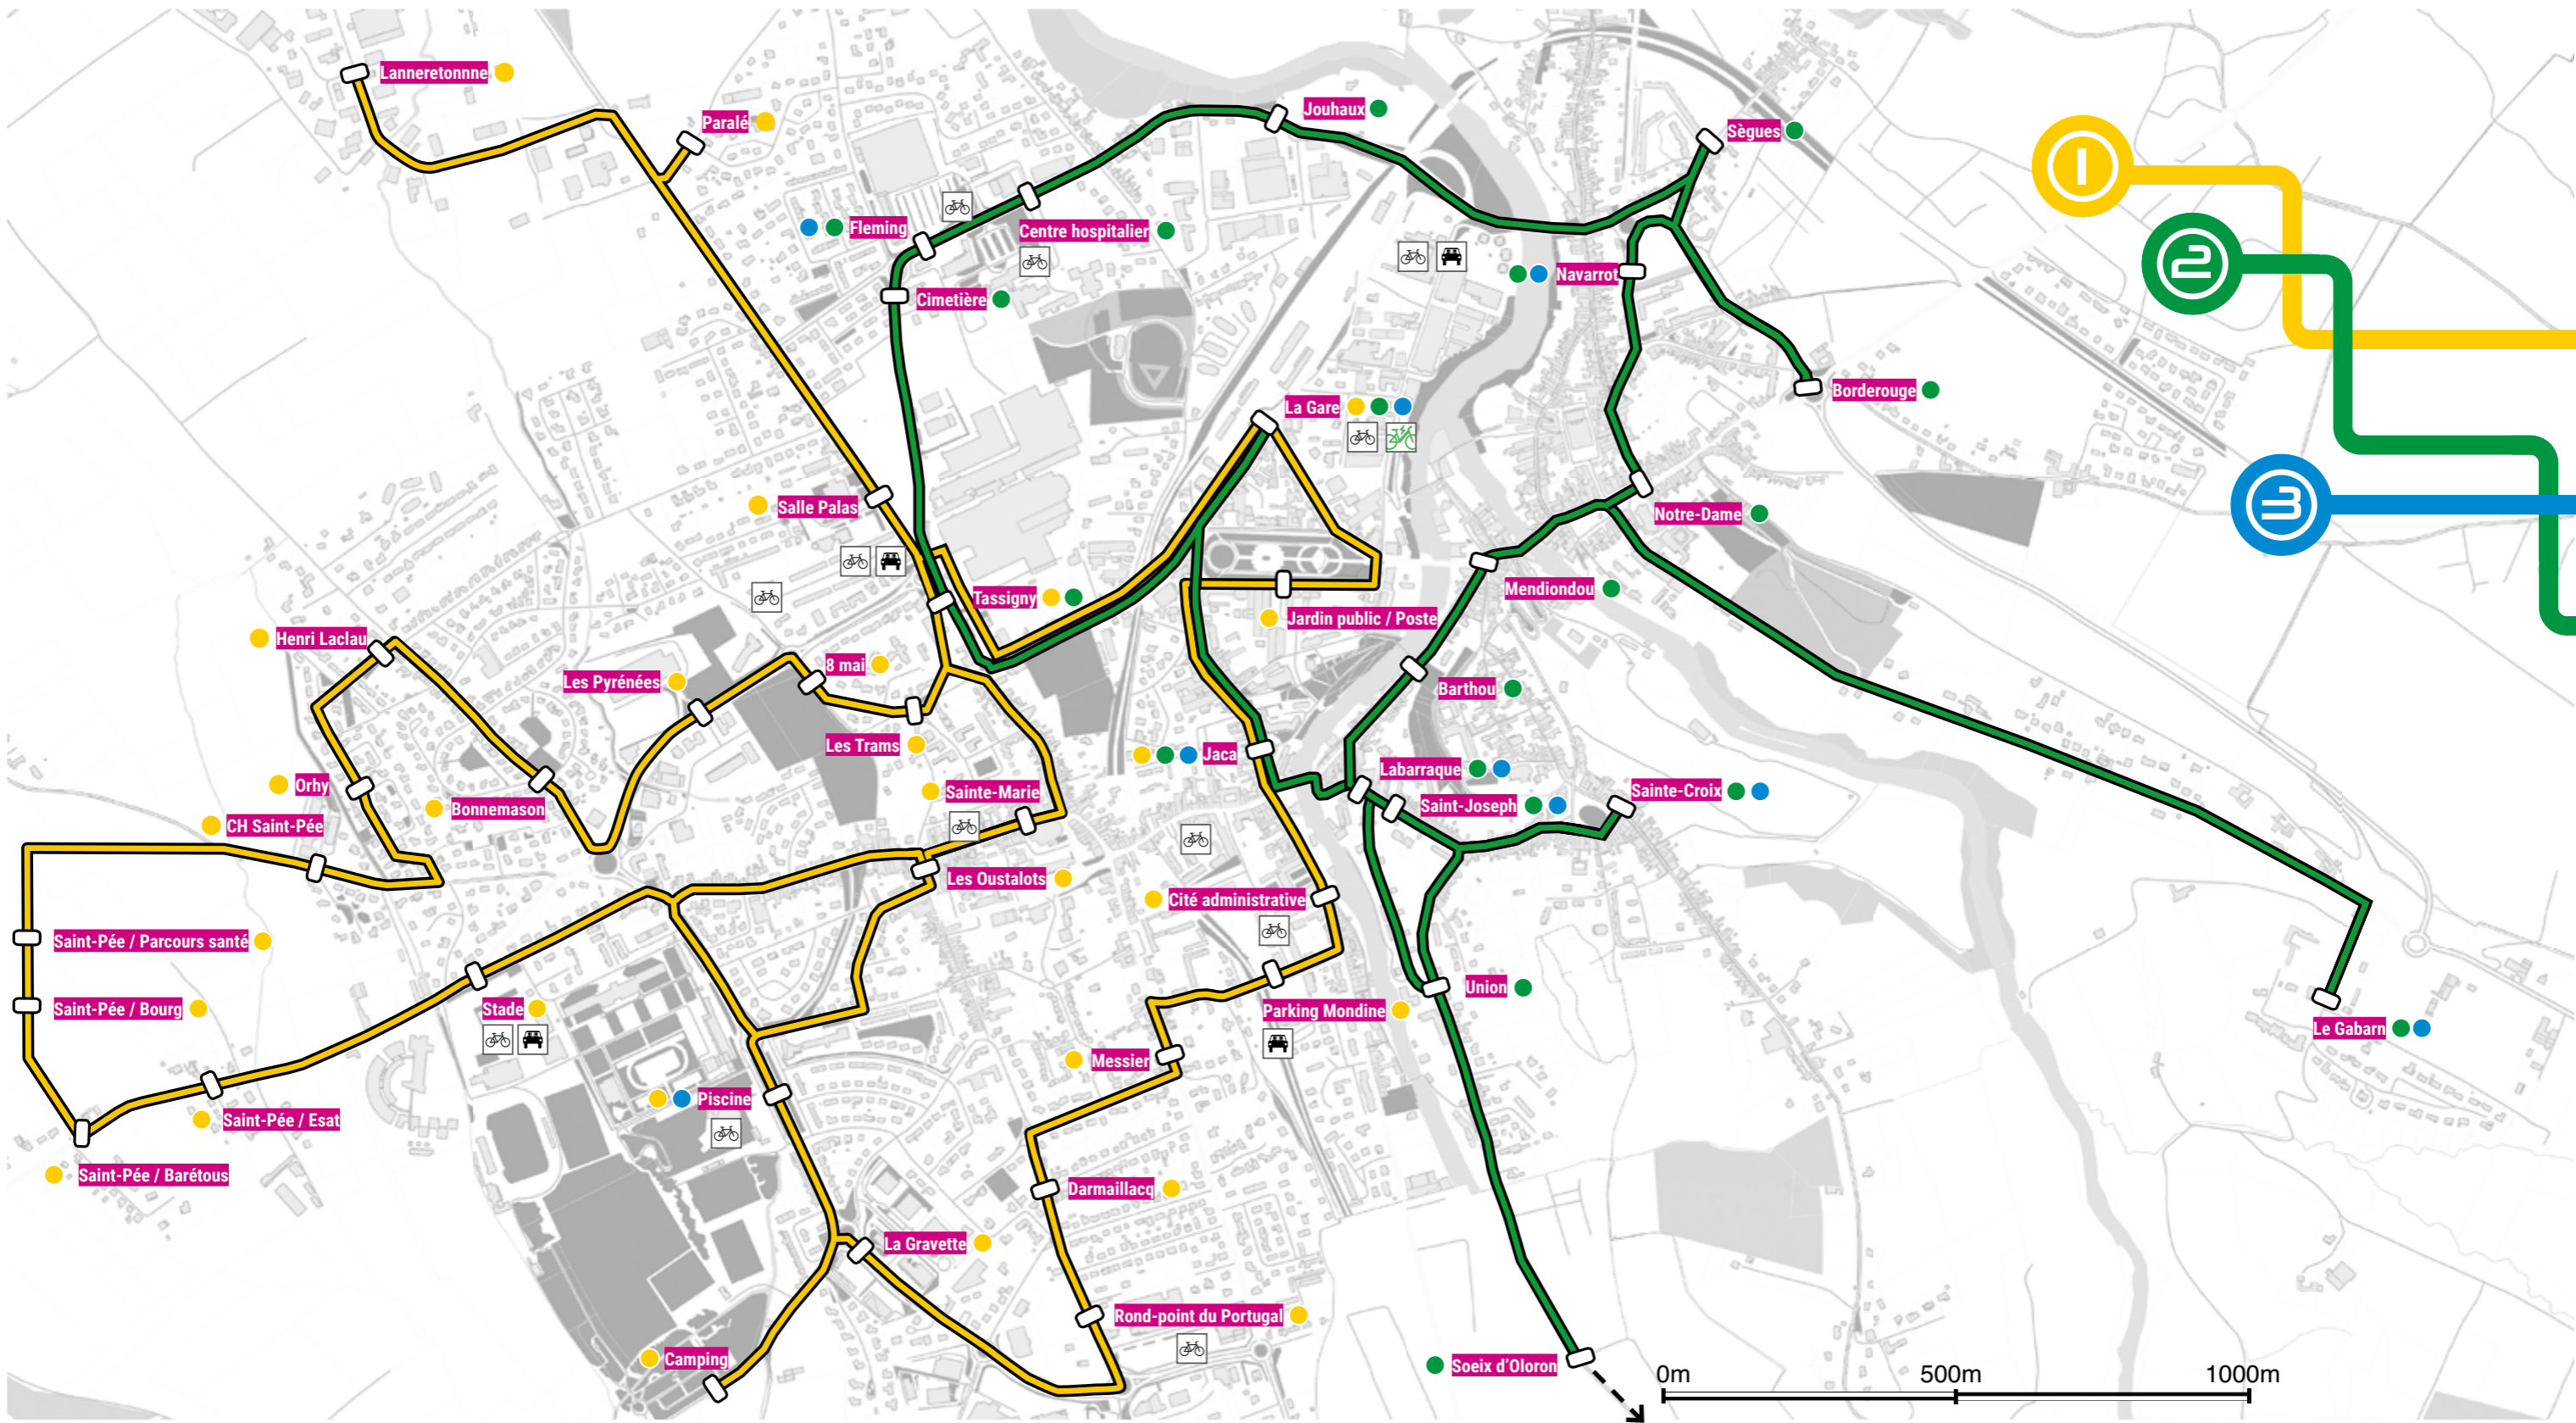 Lanneretonnne
Paralé
Jouhaux
Sègues
1
Fleming
Centre hospitalier
2
Navarrot
Cimetière
Borderouge
La Gare
Salle Palas
3
Notre-Dame
Tassigny
Mendiondou
Jardin public / Poste
Henri Laclau
8 mai
Les Pyrénées
Barthou
Les Trams
Jaca
Labarraque
Orhy
Sainte-Marie
Sainte-Croix
Bonnemason
Saint-Joseph
CH Saint-Pée
Les Oustalots
Cité administrative
Saint-Pée / Parcours santé
Union
Saint-Pée / Bourg
Stade
Parking Mondine
Le Gabarn
Messier
Piscine
Saint-Pée / Esat
Saint-Pée / Barétous
Darmaillacq
La Gravette
Rond-point du Portugal
Camping
Soeix d'Oloron
0m 500m 1000m